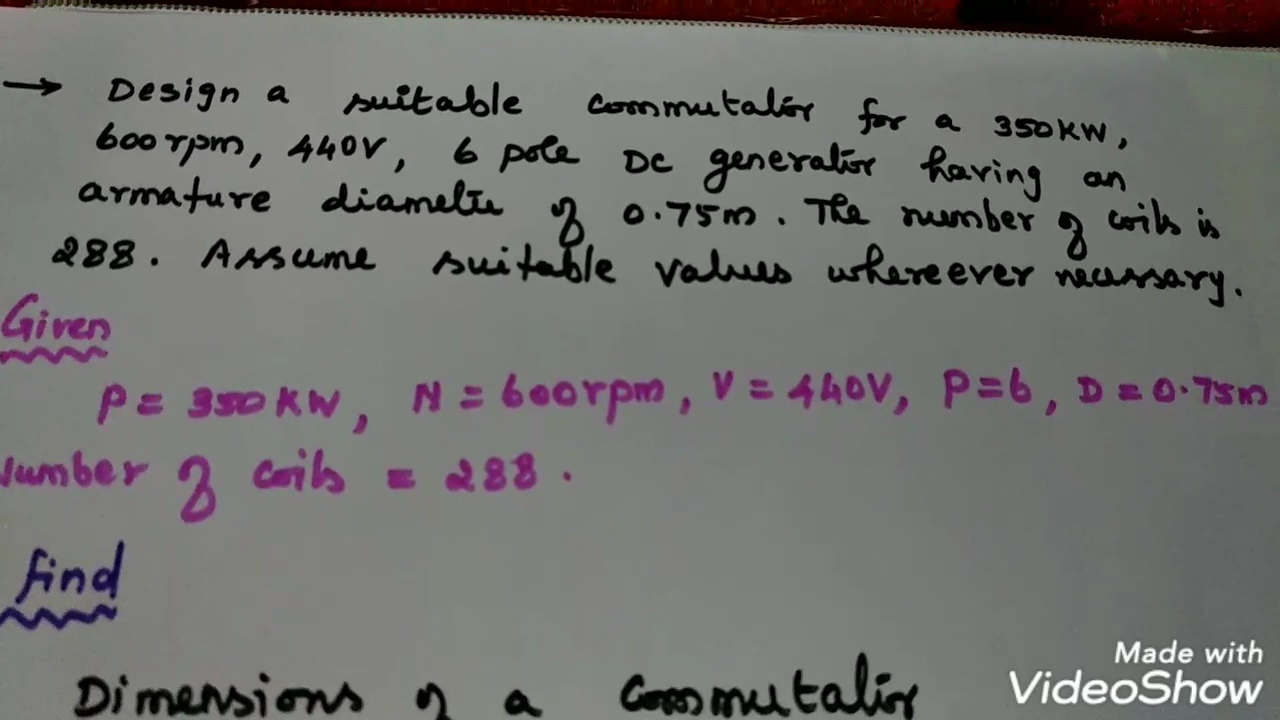 → Design a suitable commutator for a 350KW,
600rpm, 440V, 6 pole DC generator having an
armature diameter of 0.75m. The number of coils is
288. Assume suitable values whereever necessary.
Given
P = 350KW, N = 600rpm, V = 440V, P=6, D = 0.75m
Number of coils = 288.
find
Dimensions of a Commutator
Made with
VideoShow